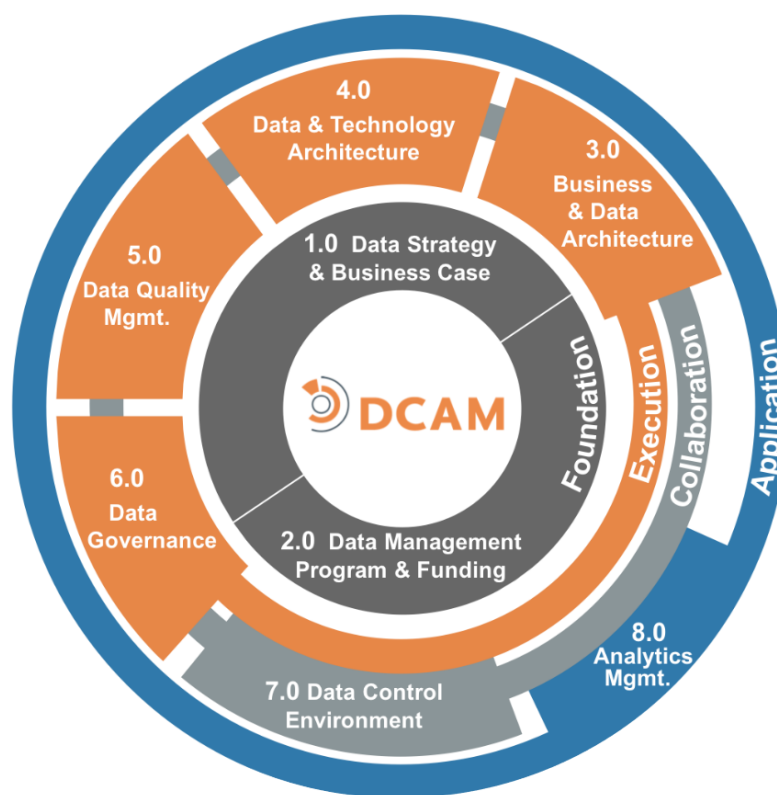 4.0
Data & Technology
Architecture
3.0
Business
& Data
Architecture
5.0
Data Quality
Mgmt.
1.0 Data Strategy
& Business Case
DCAM
Foundation
Execution
Collaboration
Application
6.0
Data
Governance
2.0 Data Management
Program & Funding
8.0
Analytics
Mgmt.
7.0 Data Control
Environment